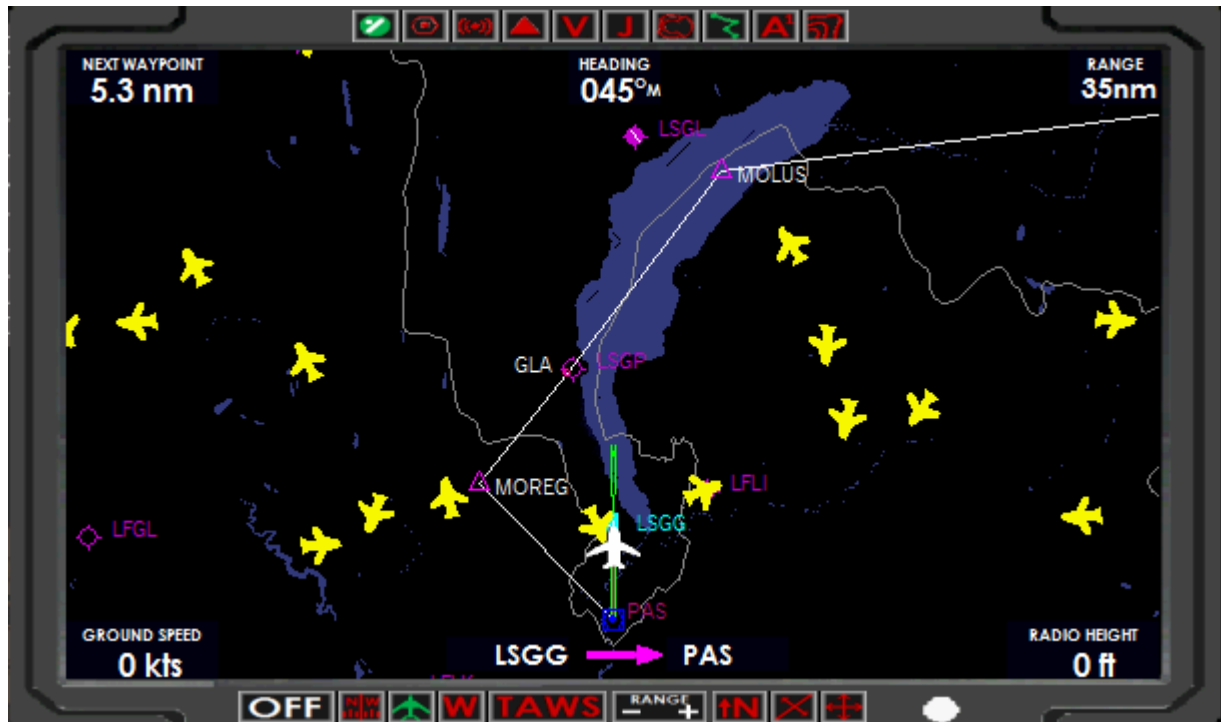 V J A¹
NEXT WAYPOINT
5.3 nm
HEADING
045°M
RANGE
35nm
LSGL
MOLUS
GLA
LSGP
MOREG
LFLI
LSGG
LFGL
PAS
GROUND SPEED
0 kts
LSGG PAS
RADIO HEIGHT
0 ft
OFF N W W TAWS - RANGE + N